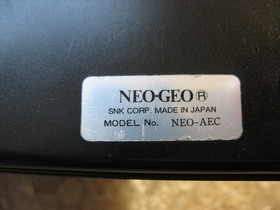 NEO·GEO®
SNK CORP. MADE IN JAPAN
MODEL No. NEO-AEC